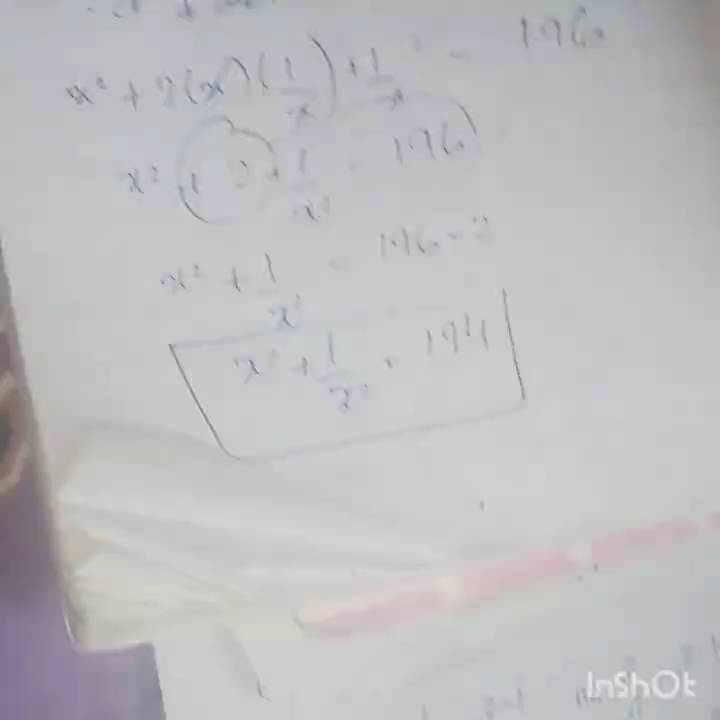 x² + 2(x)(1/x) + 1/x² = 196
x² + 2 + 1/x² = 196
x² + 1/x² = 196 - 2
x² + 1/x² = 194
InShOt